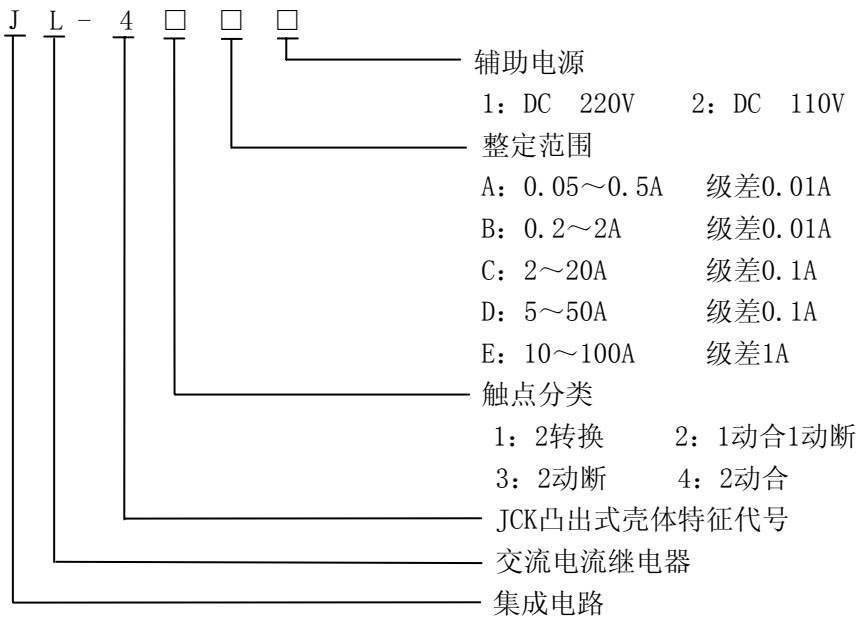 J L - 4 □ □ □
辅助电源
1：DC 220V 2：DC 110V
整定范围
A：0.05～0.5A 级差0.01A
B：0.2～2A 级差0.01A
C：2～20A 级差0.1A
D：5～50A 级差0.1A
E：10～100A 级差1A
触点分类
1：2转换 2：1动合1动断
3：2动断 4：2动合
JCK凸出式壳体特征代号
交流电流继电器
集成电路